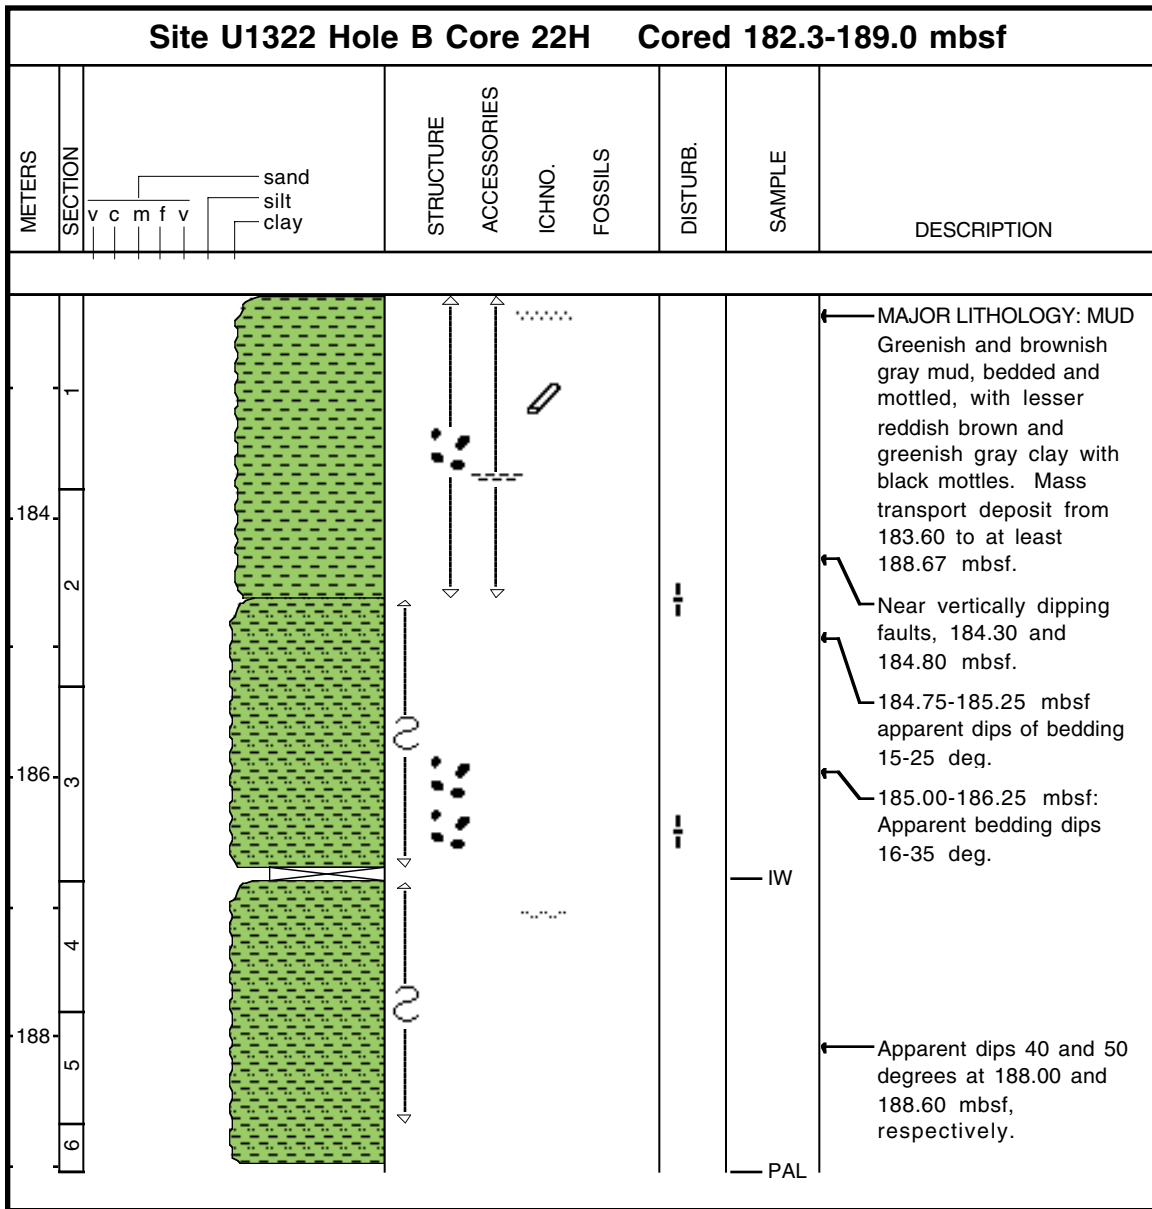 Site U1322 Hole B Core 22H Cored 182.3-189.0 mbsf
METERS
SECTION
sand
silt
clay
v c m f v
STRUCTURE
ACCESSORIES
ICHNO.
FOSSILS
DISTURB.
SAMPLE
DESCRIPTION
1
184
2
186
3
4
188
5
6
IW
PAL
MAJOR LITHOLOGY: MUD
Greenish and brownish
gray mud, bedded and
mottled, with lesser
reddish brown and
greenish gray clay with
black mottles. Mass
transport deposit from
183.60 to at least
188.67 mbsf.
Near vertically dipping
faults, 184.30 and
184.80 mbsf.
184.75-185.25 mbsf
apparent dips of bedding
15-25 deg.
185.00-186.25 mbsf:
Apparent bedding dips
16-35 deg.
Apparent dips 40 and 50
degrees at 188.00 and
188.60 mbsf,
respectively.